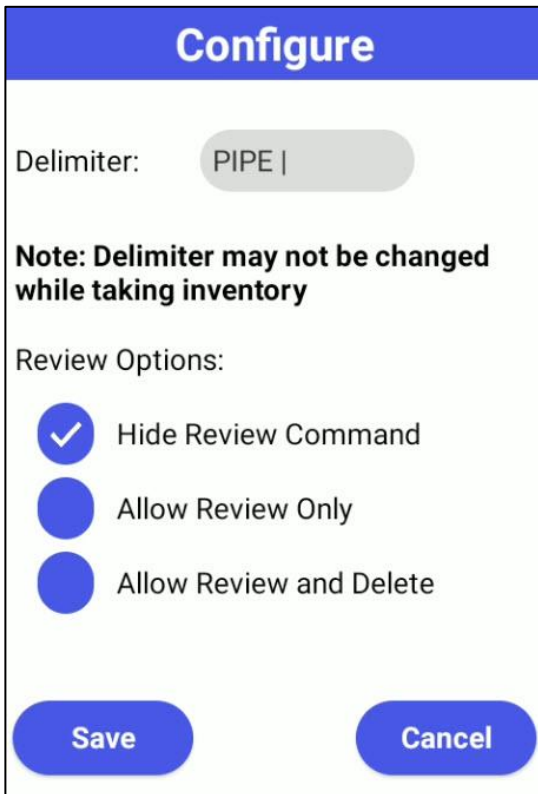 Configure
Delimiter: PIPE |
Note: Delimiter may not be changed
while taking inventory
Review Options:
Hide Review Command
Allow Review Only
Allow Review and Delete
Save Cancel